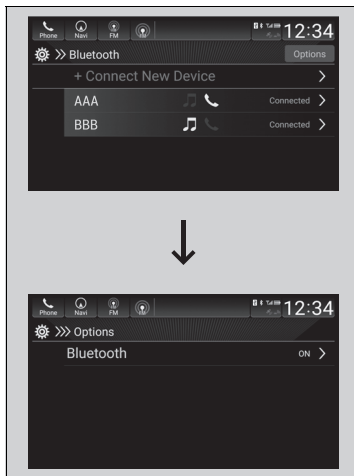 Phone Navi FM 12:34
Bluetooth Options
+ Connect New Device
AAA Connected
BBB Connected
Phone Navi FM 12:34
Options
Bluetooth ON